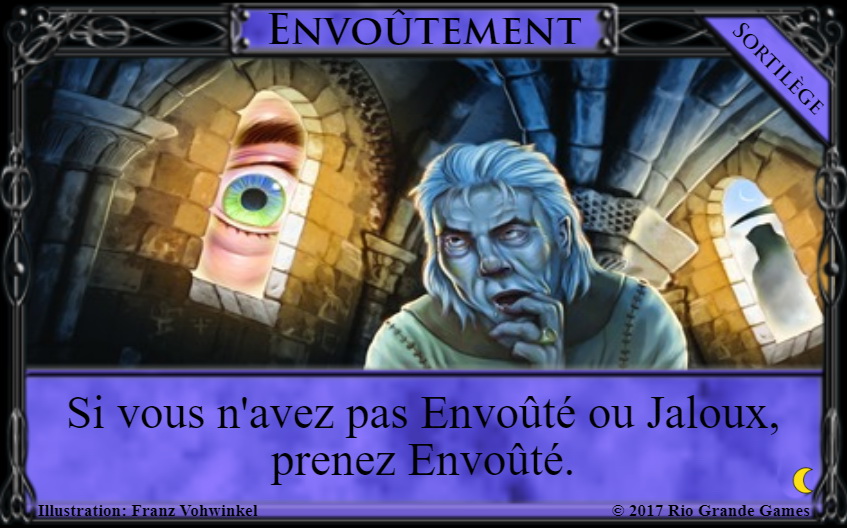 Envoûtement
Sortilège
Si vous n'avez pas Envoûté ou Jaloux,
prenez Envoûté.
Illustration: Franz Vohwinkel
© 2017 Rio Grande Games